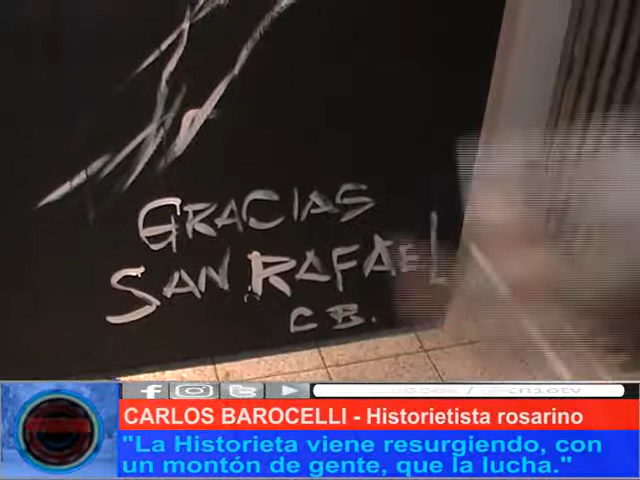 GRACIAS
SAN RAFAEL
C.B.
CARLOS BAROCELLI - Historietista rosarino
"La Historieta viene resurgiendo, con
un montón de gente, que la lucha."